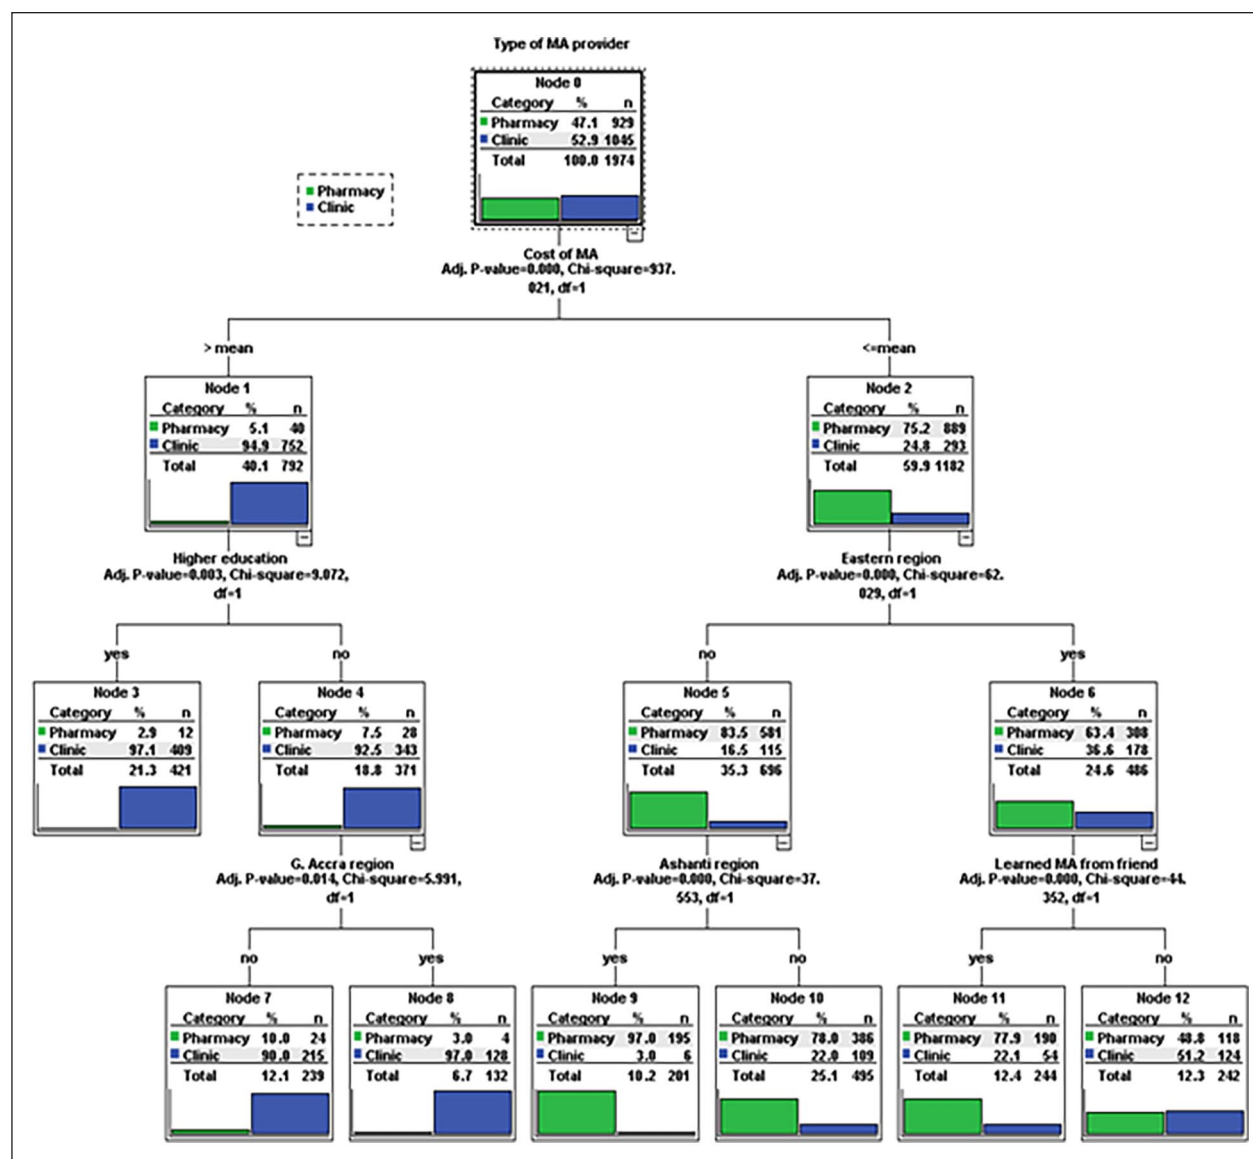 Type of MA provider
Node 0
Category % n
Pharmacy 47.1 929
Clinic 52.9 1045
Total 100.0 1974
Pharmacy
Clinic
Cost of MA
Adj. P-value=0.000, Chi-square=937.
021, df=1
> mean
<=mean
Node 1
Category % n
Pharmacy 5.1 40
Clinic 94.9 752
Total 40.1 792
Node 2
Category % n
Pharmacy 75.2 889
Clinic 24.8 293
Total 59.9 1182
Higher education
Adj. P-value=0.003, Chi-square=9.072,
df=1
Eastern region
Adj. P-value=0.000, Chi-square=62.
029, df=1
yes
no
no
yes
Node 3
Category % n
Pharmacy 2.9 12
Clinic 97.1 409
Total 21.3 421
Node 4
Category % n
Pharmacy 7.5 28
Clinic 92.5 343
Total 18.8 371
Node 5
Category % n
Pharmacy 83.5 581
Clinic 16.5 115
Total 35.3 696
Node 6
Category % n
Pharmacy 63.4 308
Clinic 36.6 178
Total 24.6 486
G. Accra region
Adj. P-value=0.014, Chi-square=5.991,
df=1
Ashanti region
Adj. P-value=0.000, Chi-square=37.
553, df=1
Learned MA from friend
Adj. P-value=0.000, Chi-square=44.
352, df=1
no
yes
yes
no
yes
no
Node 7
Category % n
Pharmacy 10.0 24
Clinic 90.0 215
Total 12.1 239
Node 8
Category % n
Pharmacy 3.0 4
Clinic 97.0 128
Total 6.7 132
Node 9
Category % n
Pharmacy 97.0 195
Clinic 3.0 6
Total 10.2 201
Node 10
Category % n
Pharmacy 78.0 386
Clinic 22.0 109
Total 25.1 495
Node 11
Category % n
Pharmacy 77.9 190
Clinic 22.1 54
Total 12.4 244
Node 12
Category % n
Pharmacy 48.8 118
Clinic 51.2 124
Total 12.3 242